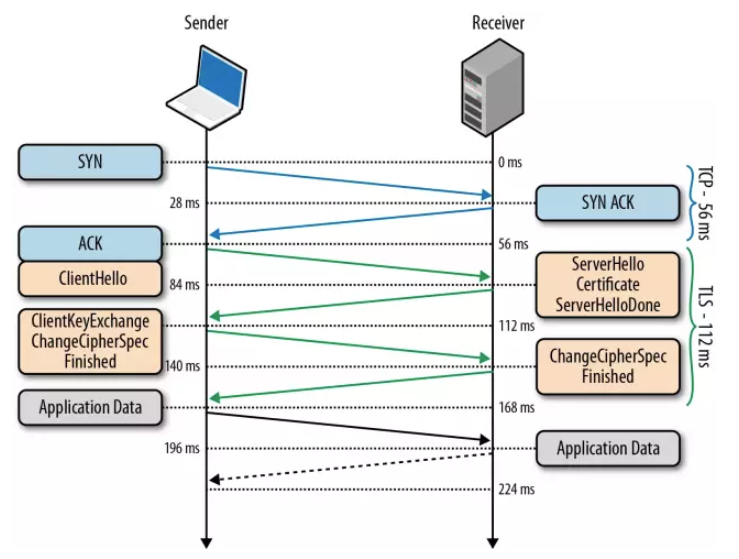 Sender
Receiver
SYN
0 ms
28 ms
SYN ACK
TCP - 56 ms
ACK
56 ms
ClientHello
84 ms
ServerHello
Certificate
ServerHelloDone
TLS - 112 ms
ClientKeyExchange
ChangeCipherSpec
Finished
112 ms
140 ms
ChangeCipherSpec
Finished
Application Data
168 ms
196 ms
Application Data
224 ms